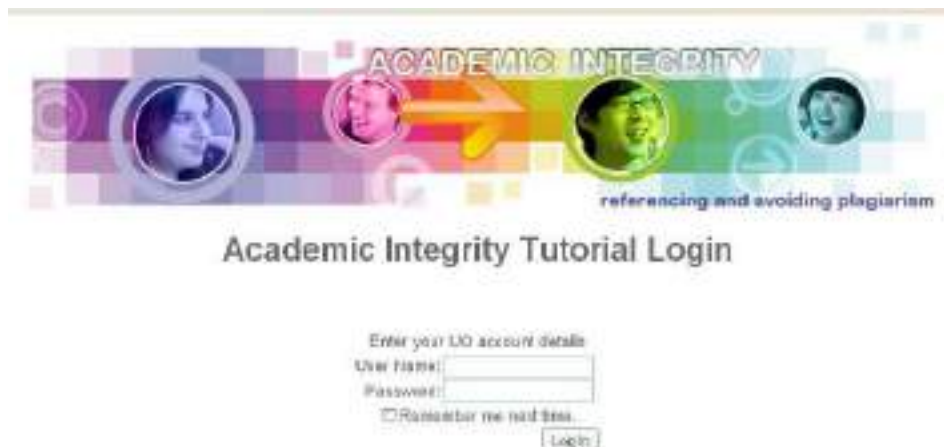 ACADEMIC INTEGRITY
referencing and avoiding plagiarism
Academic Integrity Tutorial Login
Enter your UO account details
User Name:
Password:
Remember me next time.
Log In